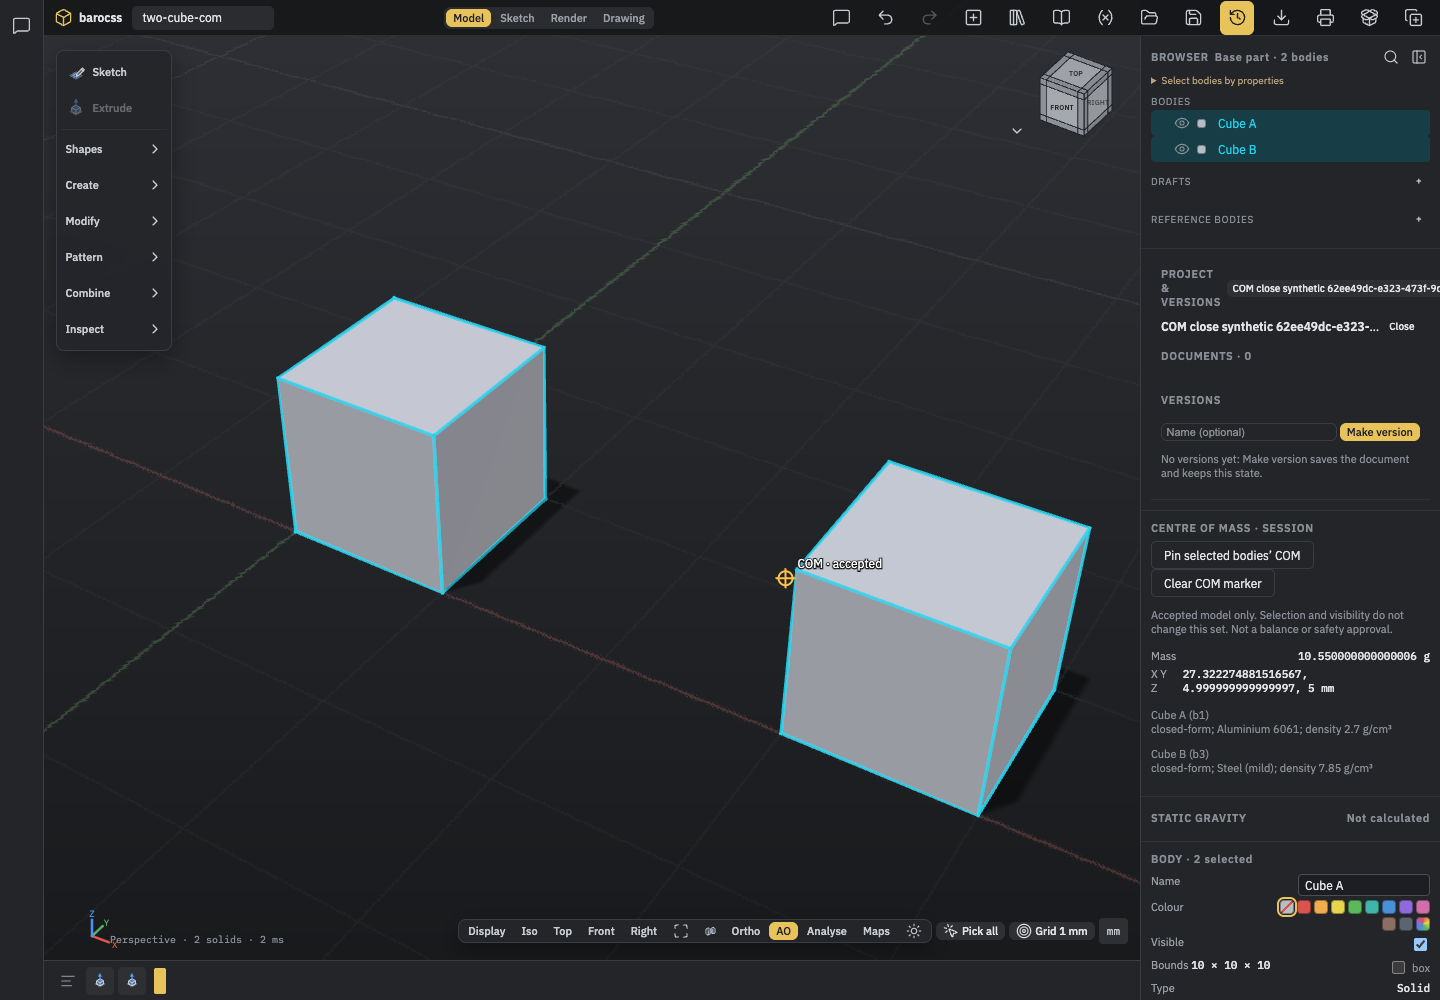 barocss
two-cube-com
Model
Sketch
Render
Drawing
Sketch
Extrude
Shapes
Create
Modify
Pattern
Combine
Inspect
TOP
FRONT
RIGHT
COM · accepted
Z
Y
X
Perspective · 2 solids · 2 ms
Display
Iso
Top
Front
Right
Ortho
AO
Analyse
Maps
Pick all
Grid 1 mm
mm
BROWSER Base part · 2 bodies
Select bodies by properties
BODIES
Cube A
Cube B
DRAFTS
REFERENCE BODIES
PROJECT
&
VERSIONS
COM close synthetic 62ee49dc-e323-473f-9
COM close synthetic 62ee49dc-e323-...
Close
DOCUMENTS · 0
VERSIONS
Name (optional)
Make version
No versions yet: Make version saves the document
and keeps this state.
CENTRE OF MASS · SESSION
Pin selected bodies’ COM
Clear COM marker
Accepted model only. Selection and visibility do not
change this set. Not a balance or safety approval.
Mass 10.550000000000006 g
X Y 27.322274881516567,
Z 4.999999999999997, 5 mm
Cube A (b1)
closed-form; Aluminium 6061; density 2.7 g/cm³
Cube B (b3)
closed-form; Steel (mild); density 7.85 g/cm³
STATIC GRAVITY Not calculated
BODY · 2 selected
Name Cube A
Colour
Visible
Bounds 10 × 10 × 10
box
Type Solid